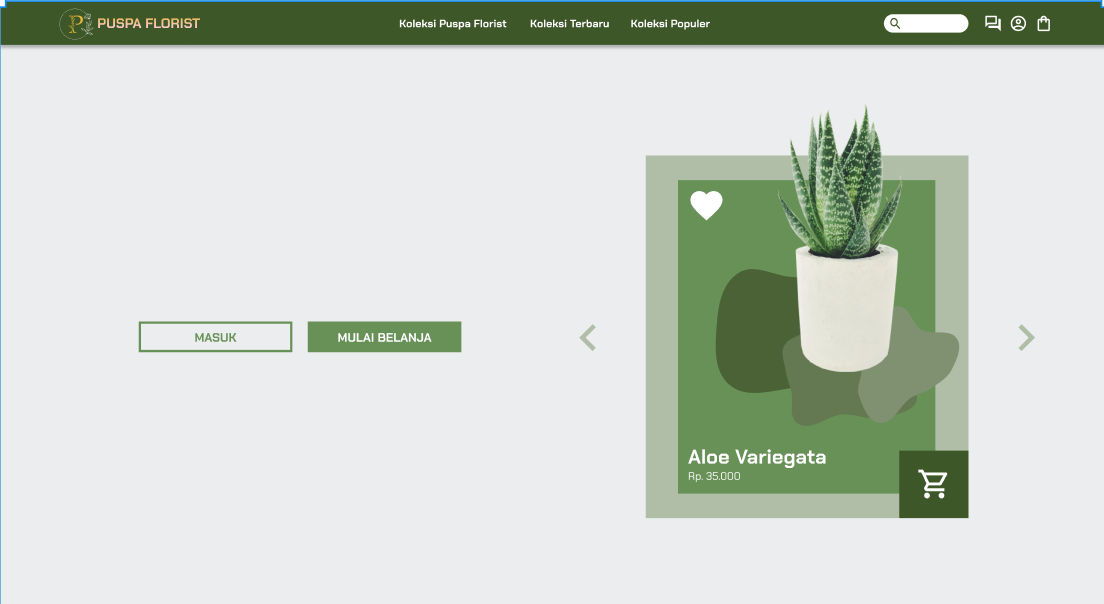 P PUSPA FLORIST
Koleksi Puspa Florist
Koleksi Terbaru
Koleksi Populer
MASUK
MULAI BELANJA
Aloe Variegata
Rp. 35.000